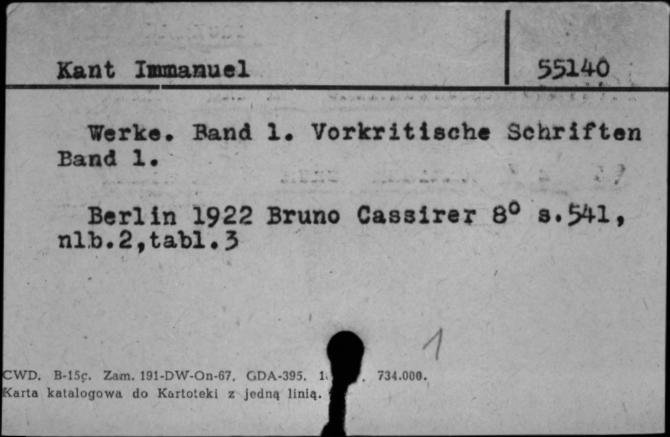 Kant Immanuel 55140
Werke. Band 1. Vorkritische Schriften
Band 1.
Berlin 1922 Bruno Cassirer 8⁰ s.541,
nlb.2,tabl.3
1
CWD. B-15ç. Zam. 191-DW-On-67. GDA-395. 734.000.
Karta katalogowa do Kartoteki z jedną linią.